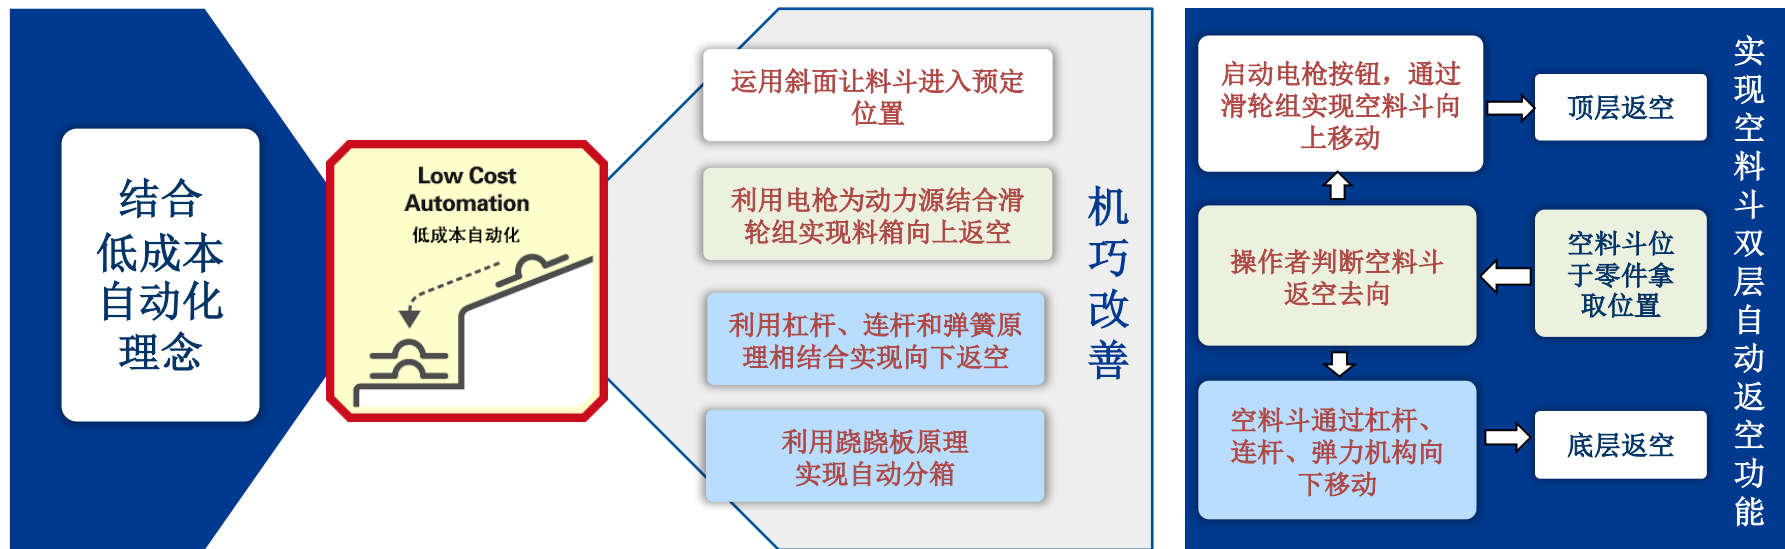 结合
低成本
自动化
理念
Low Cost
Automation
低成本自动化
运用斜面让料斗进入预定
位置
利用电枪为动力源结合滑
轮组实现料箱向上返空
利用杠杆、连杆和弹簧原
理相结合实现向下返空
利用跷跷板原理
实现自动分箱
机巧改善
启动电枪按钮，通过
滑轮组实现空料斗向
上移动
顶层返空
操作者判断空料斗
返空去向
空料斗位
于零件拿
取位置
空料斗通过杠杆、
连杆、弹力机构向
下移动
底层返空
实现空料斗双层自动返空功能